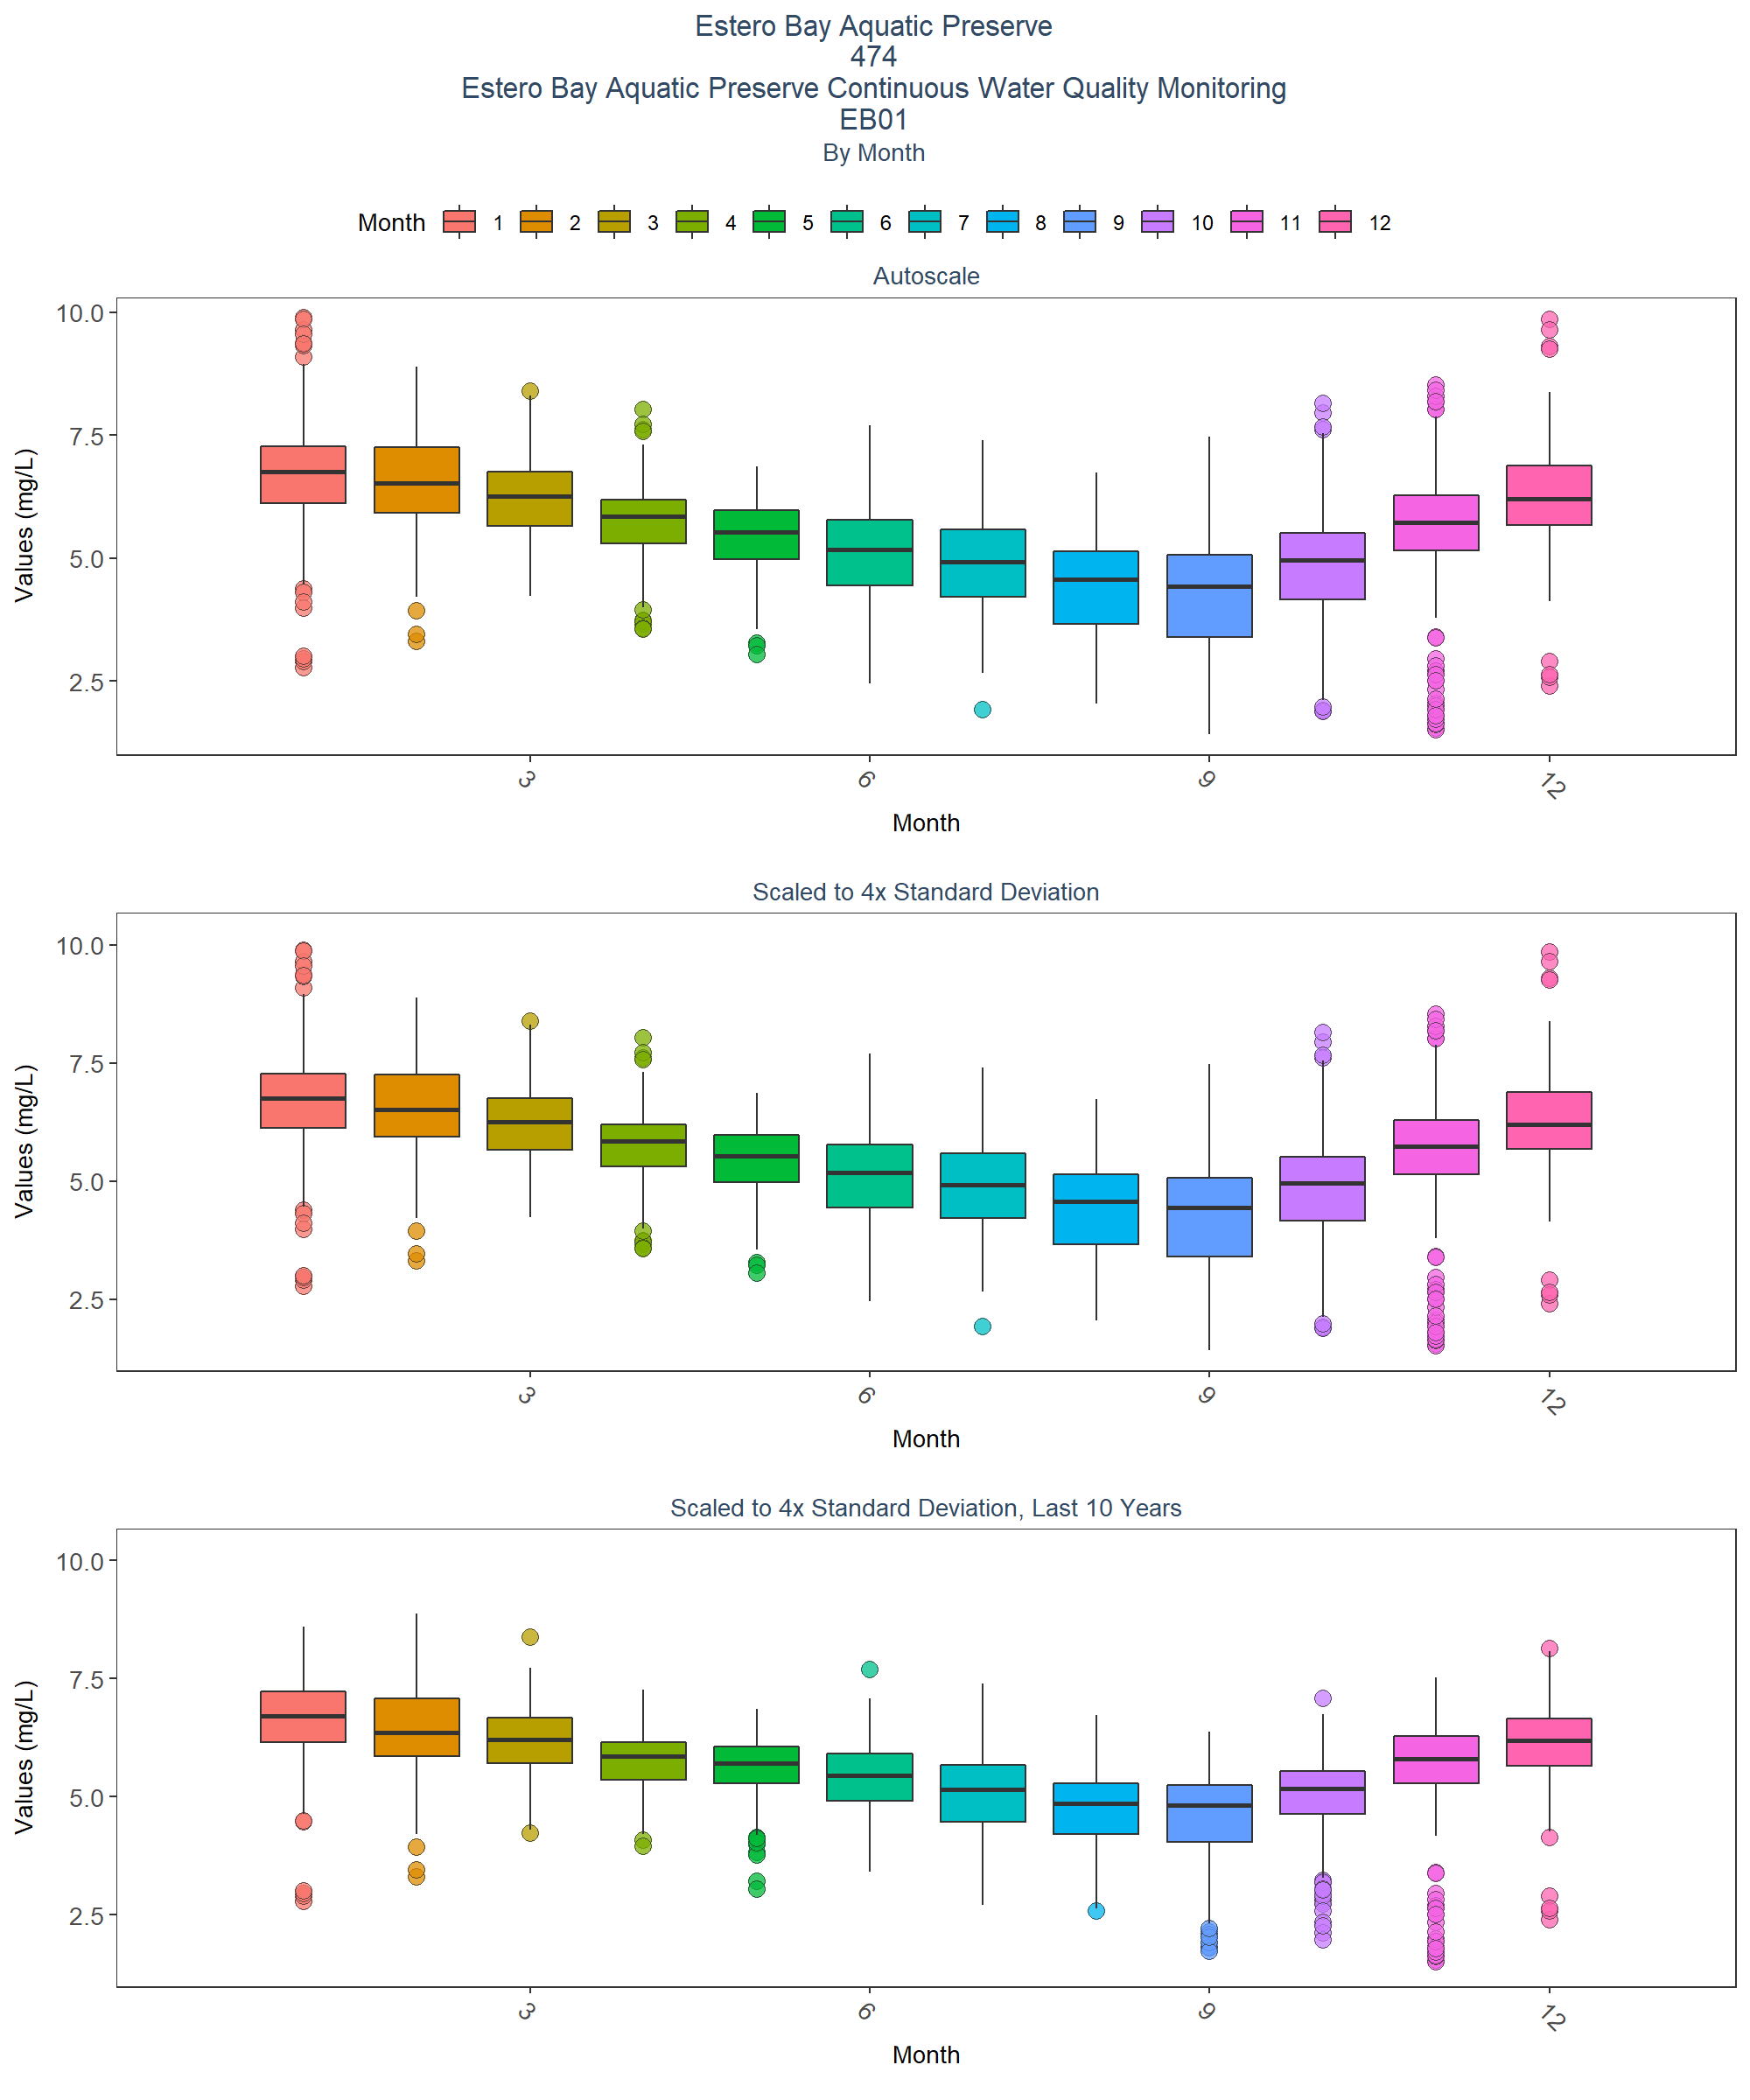 Estero Bay Aquatic Preserve
474
Estero Bay Aquatic Preserve Continuous Water Quality Monitoring
EB01
By Month
Month 1 2 3 4 5 6 7 8 9 10 11 12
Autoscale
Values (mg/L)
10.0
7.5
5.0
2.5
3 6 9 12
Month
Scaled to 4x Standard Deviation
Values (mg/L)
10.0
7.5
5.0
2.5
3 6 9 12
Month
Scaled to 4x Standard Deviation, Last 10 Years
Values (mg/L)
10.0
7.5
5.0
2.5
3 6 9 12
Month